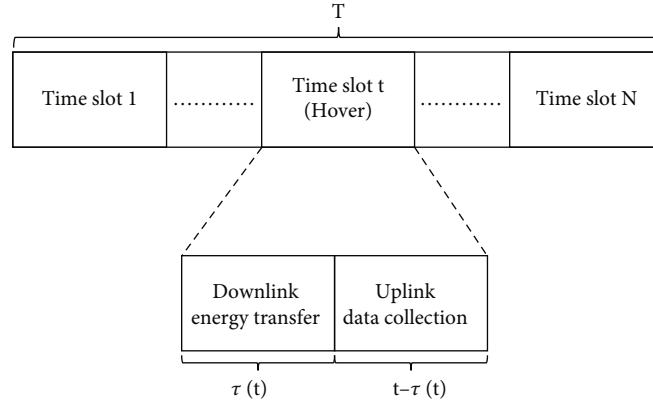 T
Time slot 1
............
Time slot t
(Hover)
............
Time slot N
Downlink
energy transfer
Uplink
data collection
τ (t)
t–τ (t)